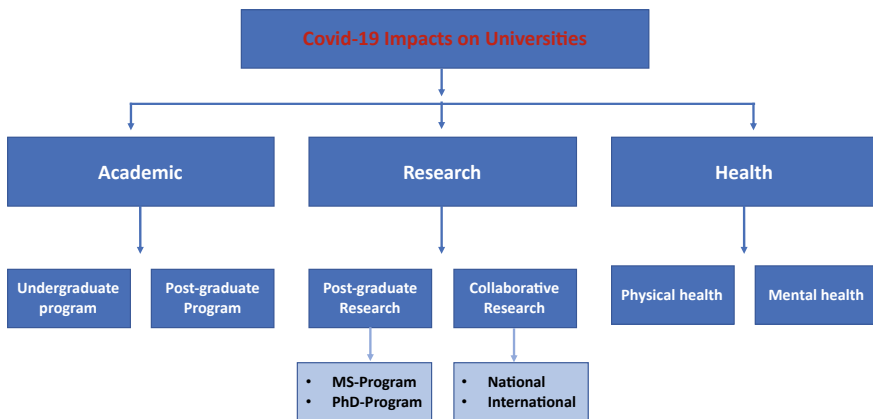 Covid-19 Impacts on Universities
Academic
Research
Health
Undergraduate
program
Post-graduate
Program
Post-graduate
Research
Collaborative
Research
Physical health
Mental health
• MS-Program
• PhD-Program
• National
• International